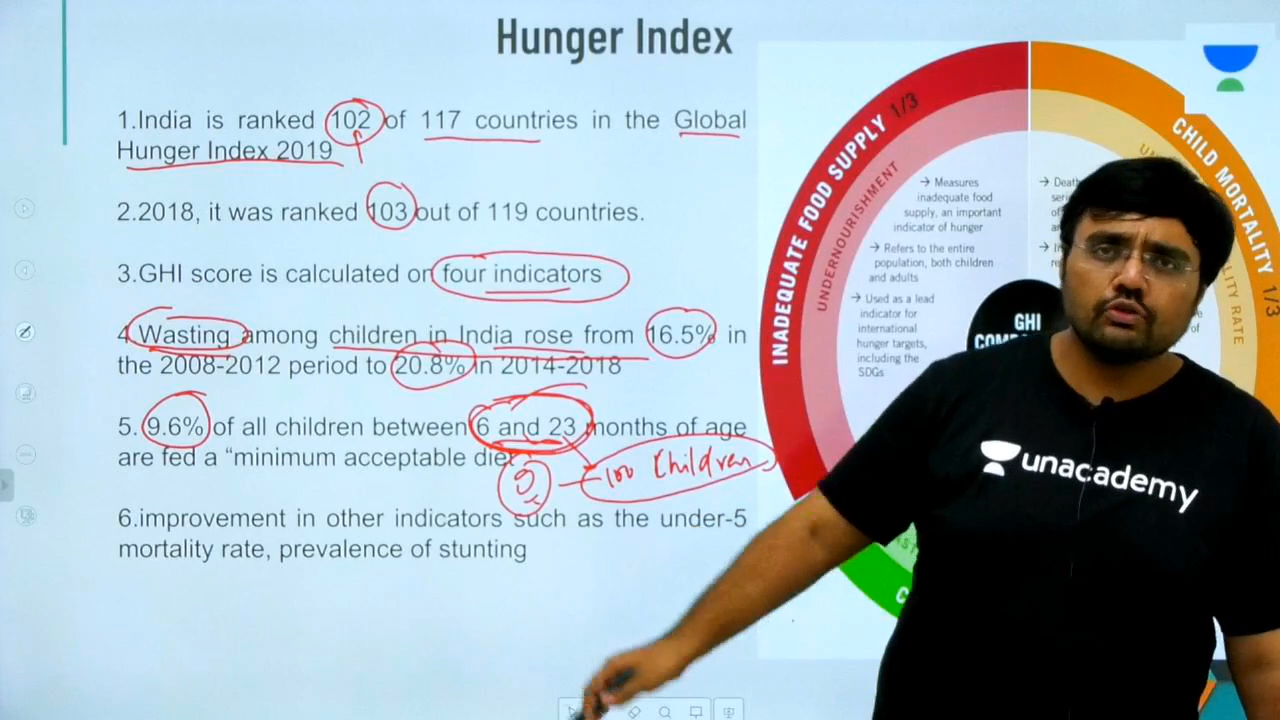 Hunger Index
1.India is ranked 102 of 117 countries in the Global
Hunger Index 2019
2.2018, it was ranked 103 out of 119 countries.
3.GHI score is calculated on four indicators
4.Wasting among children in India rose from 16.5% in
the 2008-2012 period to 20.8% in 2014-2018
5. 9.6% of all children between 6 and 23 months of age
are fed a “minimum acceptable diet
9
100 Children
6.improvement in other indicators such as the under-5
mortality rate, prevalence of stunting
INADEQUATE FOOD SUPPLY 1/3
UNDERNOURISHMENT
→ Measures
inadequate food
supply, an important
indicator of hunger
→ Refers to the entire
population, both children
and adults
→ Used as a lead
indicator for
international
hunger targets,
including the
SDGs
CHILD MORTALITY 1/3
RATE
GHI
unacademy